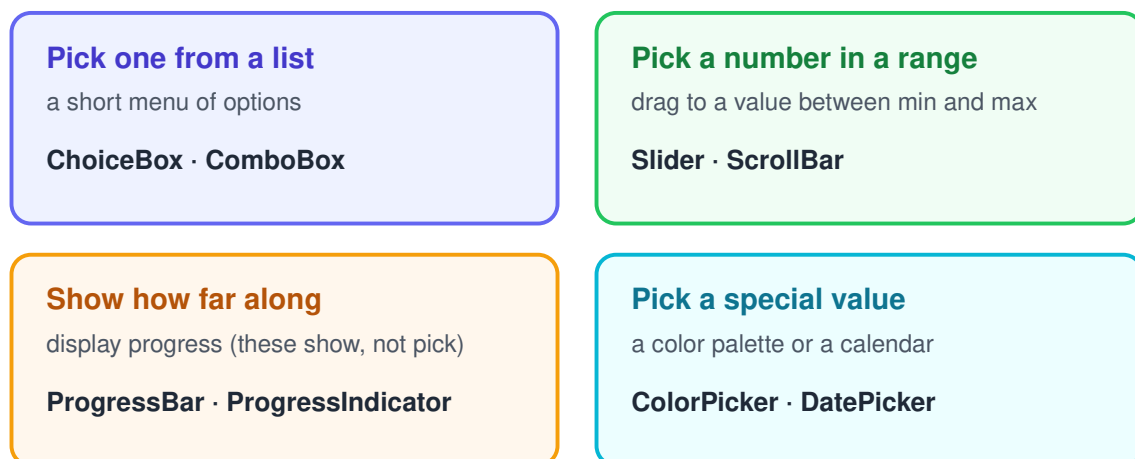 Pick one from a list
a short menu of options
ChoiceBox · ComboBox
Pick a number in a range
drag to a value between min and max
Slider · ScrollBar
Show how far along
display progress (these show, not pick)
ProgressBar · ProgressIndicator
Pick a special value
a color palette or a calendar
ColorPicker · DatePicker